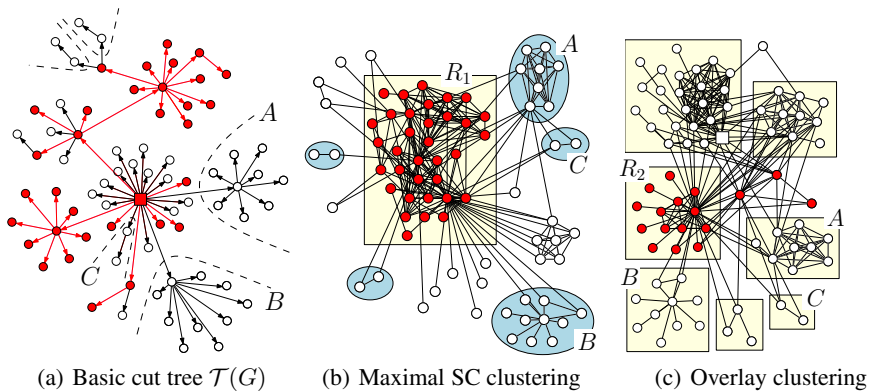 A
C
B
R1
A
C
B
R2
A
B
C
(a) Basic cut tree T(G)
(b) Maximal SC clustering
(c) Overlay clustering